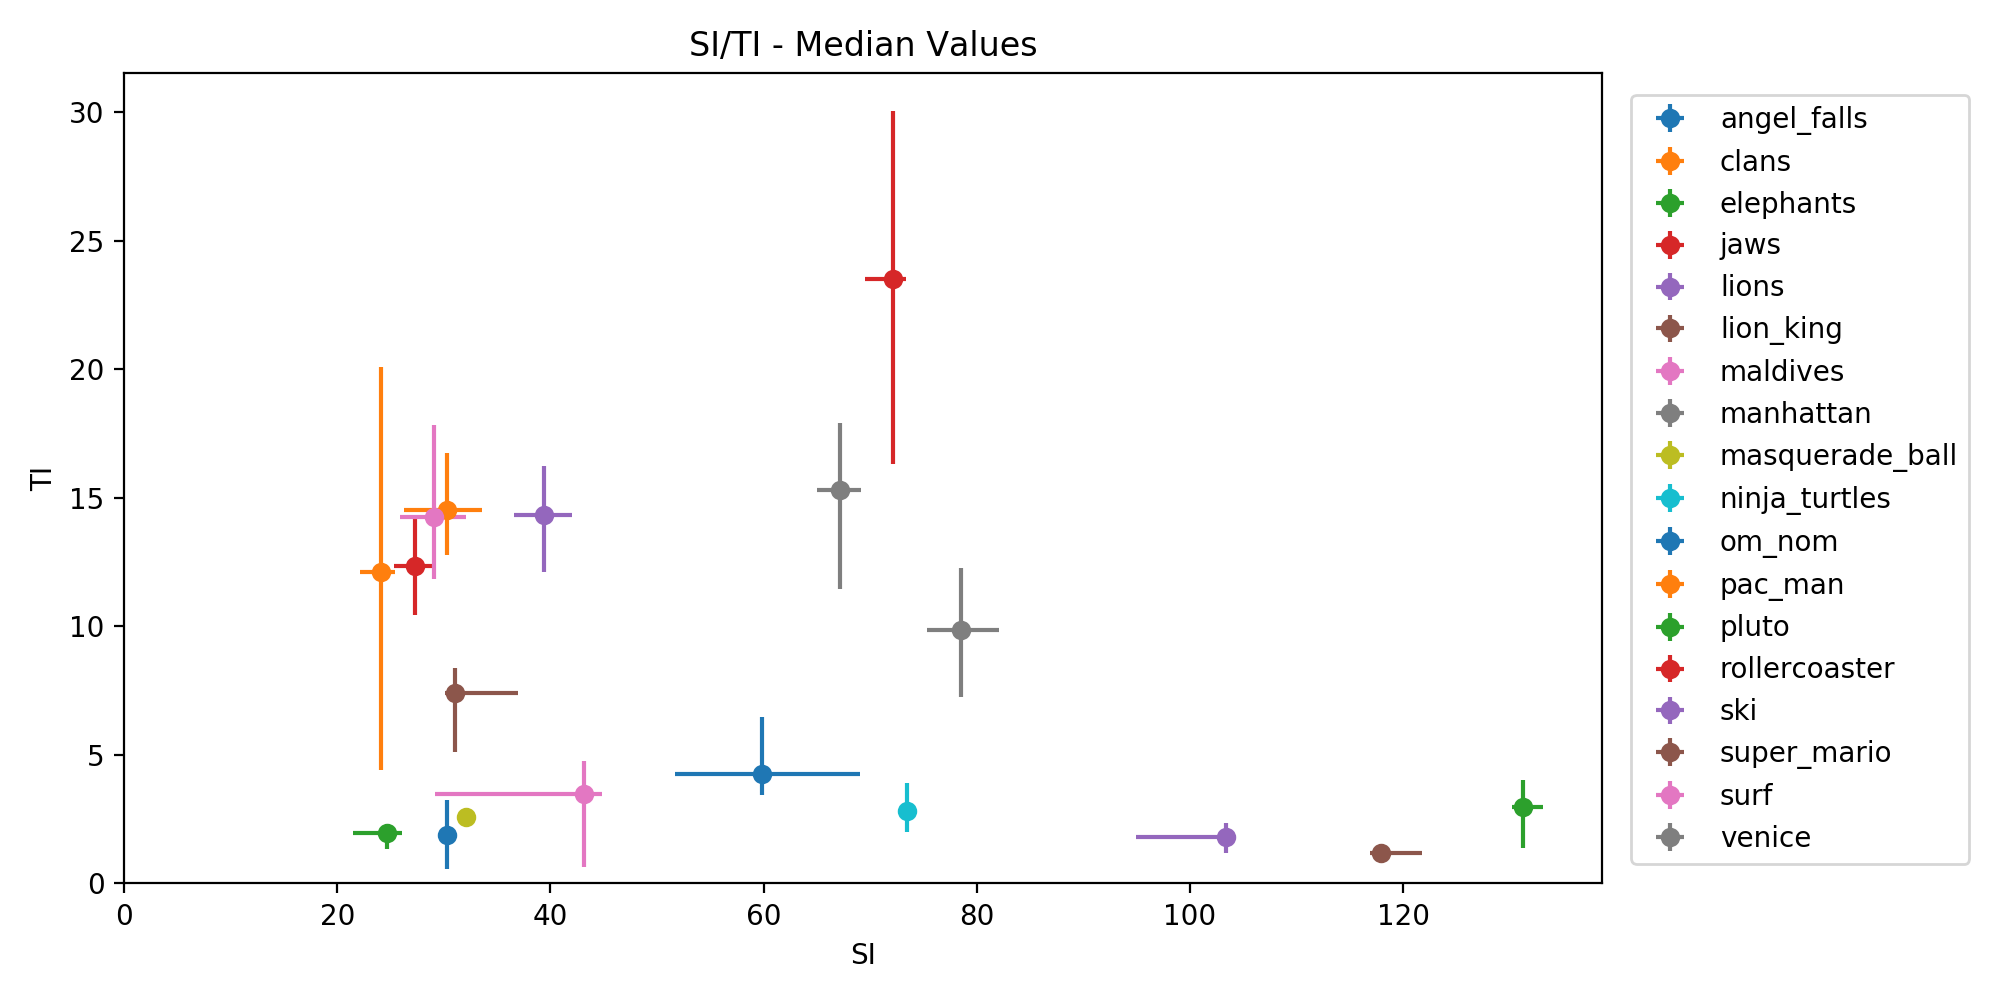 SI/TI - Median Values
30
25
20
15
10
5
0
TI
0 20 40 60 80 100 120
SI
angel_falls
clans
elephants
jaws
lions
lion_king
maldives
manhattan
masquerade_ball
ninja_turtles
om_nom
pac_man
pluto
rollercoaster
ski
super_mario
surf
venice